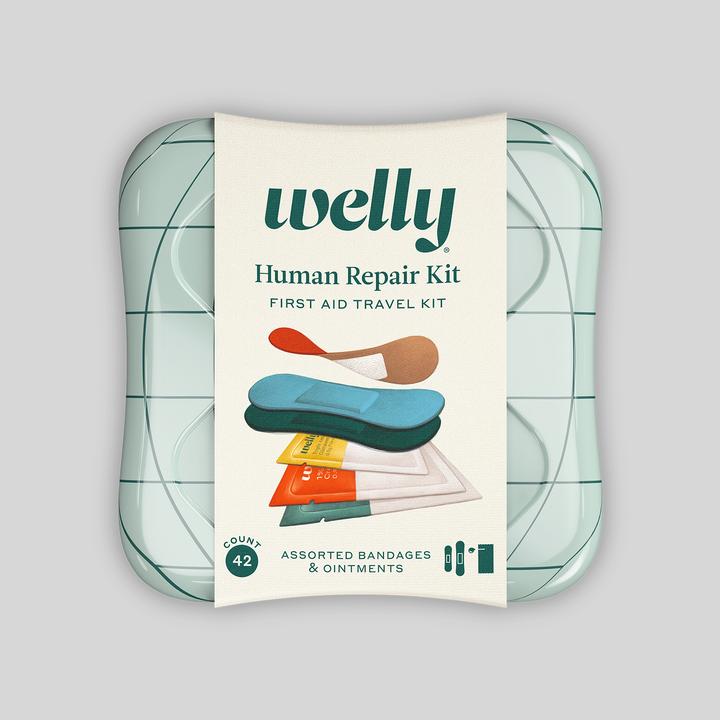 welly®
Human Repair Kit
FIRST AID TRAVEL KIT
COUNT
42
ASSORTED BANDAGES
& OINTMENTS